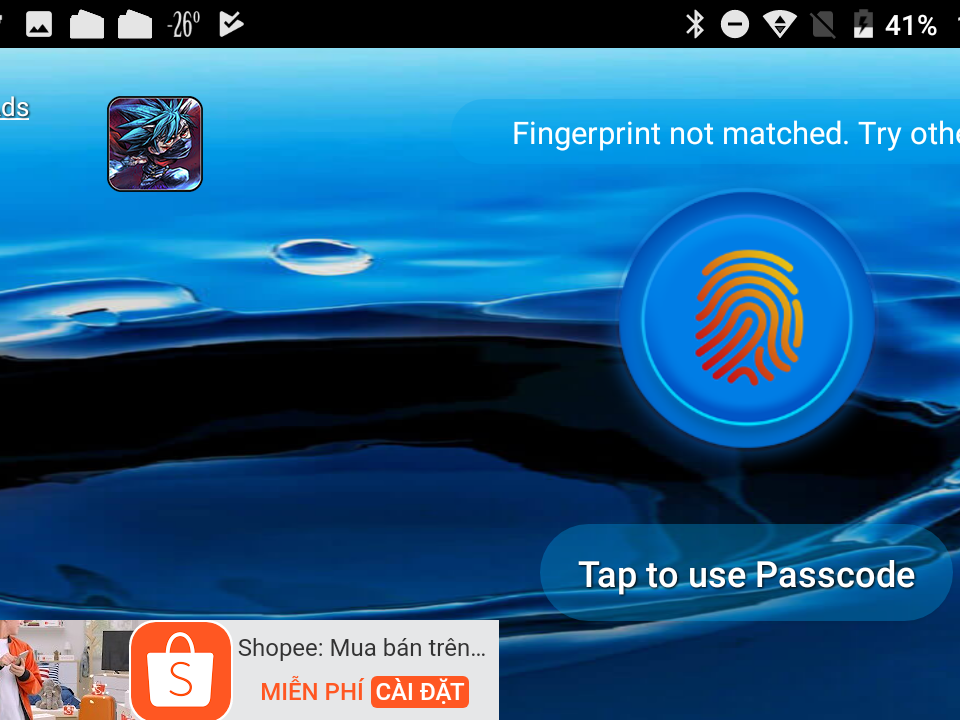 -26°
41%
ds
Fingerprint not matched. Try othe
Tap to use Passcode
Shopee: Mua bán trên...
MIỄN PHÍ CÀI ĐẶT